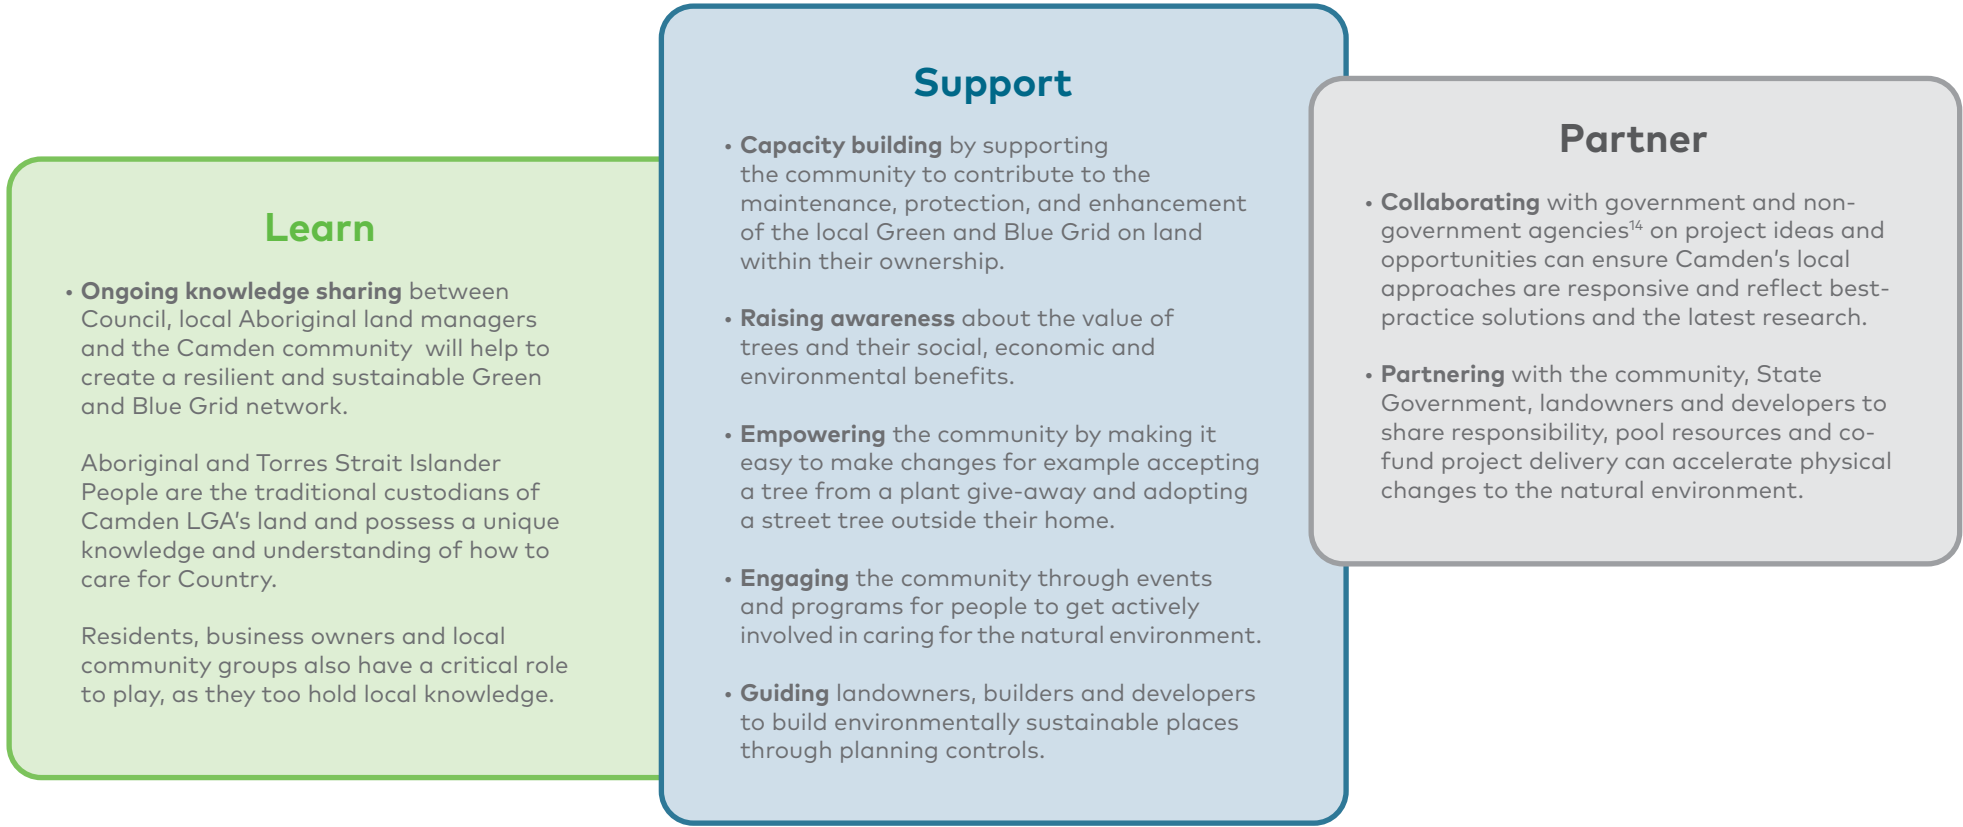 Learn
• Ongoing knowledge sharing between
Council, local Aboriginal land managers
and the Camden community  will help to
create a resilient and sustainable Green
and Blue Grid network.
Aboriginal and Torres Strait Islander
People are the traditional custodians of
Camden LGA’s land and possess a unique
knowledge and understanding of how to
care for Country.
Residents, business owners and local
community groups also have a critical role
to play, as they too hold local knowledge.
Support
• Capacity building by supporting
the community to contribute to the
maintenance, protection, and enhancement
of the local Green and Blue Grid on land
within their ownership.
• Raising awareness about the value of
trees and their social, economic and
environmental benefits.
• Empowering the community by making it
easy to make changes for example accepting
a tree from a plant give-away and adopting
a street tree outside their home.
• Engaging the community through events
and programs for people to get actively
involved in caring for the natural environment.
• Guiding landowners, builders and developers
to build environmentally sustainable places
through planning controls.
Partner
• Collaborating with government and non-
government agencies¹⁴ on project ideas and
opportunities can ensure Camden’s local
approaches are responsive and reflect best-
practice solutions and the latest research.
• Partnering with the community, State
Government, landowners and developers to
share responsibility, pool resources and co-
fund project delivery can accelerate physical
changes to the natural environment.